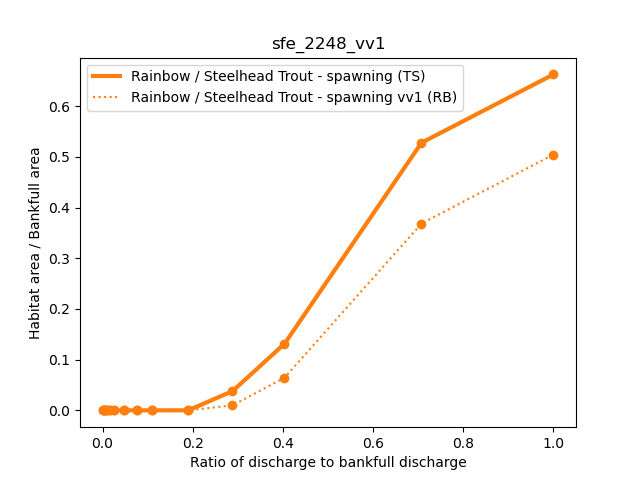 sfe_2248_vv1
Rainbow / Steelhead Trout - spawning (TS)
Rainbow / Steelhead Trout - spawning vv1 (RB)
Habitat area / Bankfull area
0.6
0.5
0.4
0.3
0.2
0.1
0.0
0.0 0.2 0.4 0.6 0.8 1.0
Ratio of discharge to bankfull discharge